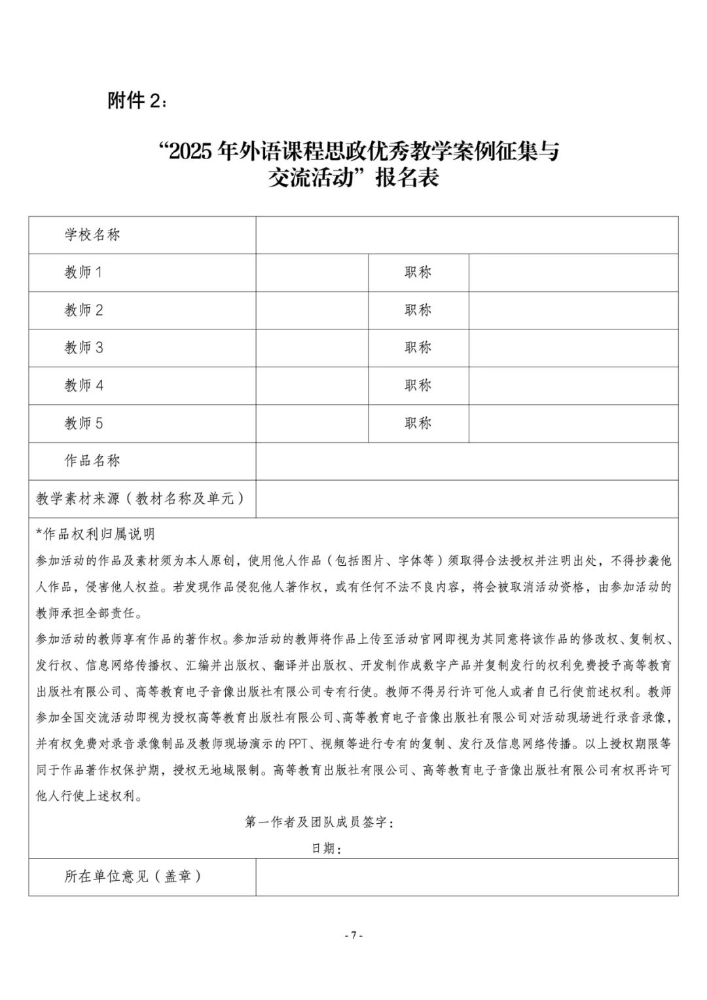 附件 2：
“2025 年外语课程思政优秀教学案例征集与
交流活动”报名表
学校名称
教师 1 职称
教师 2 职称
教师 3 职称
教师 4 职称
教师 5 职称
作品名称
教学素材来源（教材名称及单元）
*作品权利归属说明
参加活动的作品及素材须为本人原创，使用他人作品（包括图片、字体等）须取得合法授权并注明出处，不得抄袭他
人作品，侵害他人权益。若发现作品侵犯他人著作权，或有任何不法不良内容，将会被取消活动资格，由参加活动的
教师承担全部责任。
参加活动的教师享有作品的著作权。参加活动的教师将作品上传至活动官网即视为其同意将该作品的修改权、复制权、
发行权、信息网络传播权、汇编并出版权、翻译并出版权、开发制作成数字产品并复制发行的权利免费授予高等教育
出版社有限公司、高等教育电子音像出版社有限公司专有行使。教师不得另行许可他人或者自己行使前述权利。教师
参加全国交流活动即视为授权高等教育出版社有限公司、高等教育电子音像出版社有限公司对活动现场进行录音录像，
并有权免费对录音录像制品及教师现场演示的 PPT、视频等进行专有的复制、发行及信息网络传播。以上授权期限等
同于作品著作权保护期，授权无地域限制。高等教育出版社有限公司、高等教育电子音像出版社有限公司有权再许可
他人行使上述权利。
第一作者及团队成员签字：
日期：
所在单位意见（盖章）
- 7 -